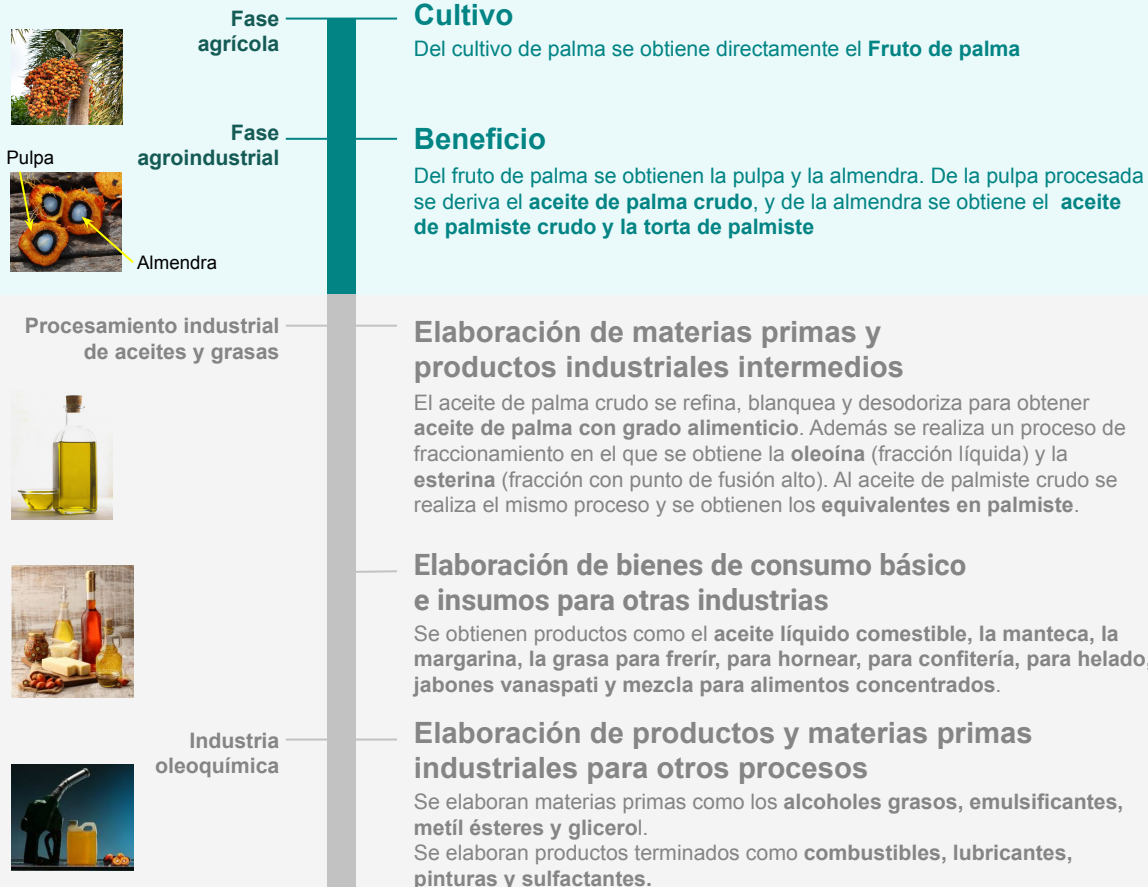 Fase
agrícola
Cultivo
Del cultivo de palma se obtiene directamente el Fruto de palma
Fase
agroindustrial
Pulpa
Almendra
Beneficio
Del fruto de palma se obtienen la pulpa y la almendra. De la pulpa procesada
se deriva el aceite de palma crudo, y de la almendra se obtiene el aceite
de palmiste crudo y la torta de palmiste
Procesamiento industrial
de aceites y grasas
Elaboración de materias primas y
productos industriales intermedios
El aceite de palma crudo se refina, blanquea y desodoriza para obtener
aceite de palma con grado alimenticio. Además se realiza un proceso de
fraccionamiento en el que se obtiene la oleoína (fracción líquida) y la
esterina (fracción con punto de fusión alto). Al aceite de palmiste crudo se
realiza el mismo proceso y se obtienen los equivalentes en palmiste.
Elaboración de bienes de consumo básico
e insumos para otras industrias
Se obtienen productos como el aceite líquido comestible, la manteca, la
margarina, la grasa para frerír, para hornear, para confitería, para helado,
jabones vanaspati y mezcla para alimentos concentrados.
Industria
oleoquímica
Elaboración de productos y materias primas
industriales para otros procesos
Se elaboran materias primas como los alcoholes grasos, emulsificantes,
metíl ésteres y glicerol.
Se elaboran productos terminados como combustibles, lubricantes,
pinturas y sulfactantes.